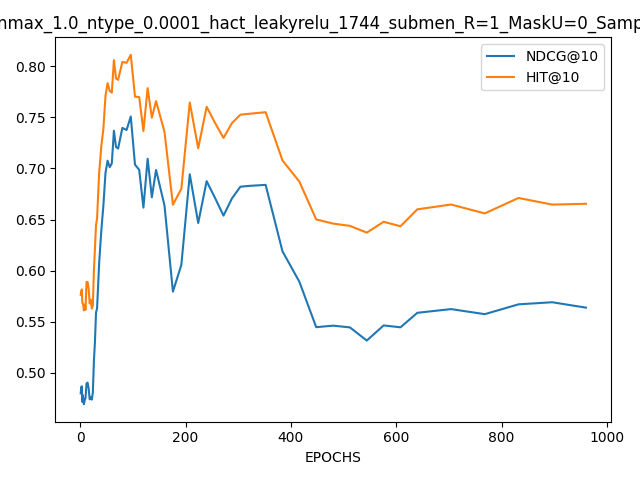 nmax_1.0_ntype_0.0001_hact_leakyrelu_1744_submen_R=1_MaskU=0_Samp
NDCG@10
HIT@10
0.80
0.75
0.70
0.65
0.60
0.55
0.50
0 200 400 600 800 1000
EPOCHS